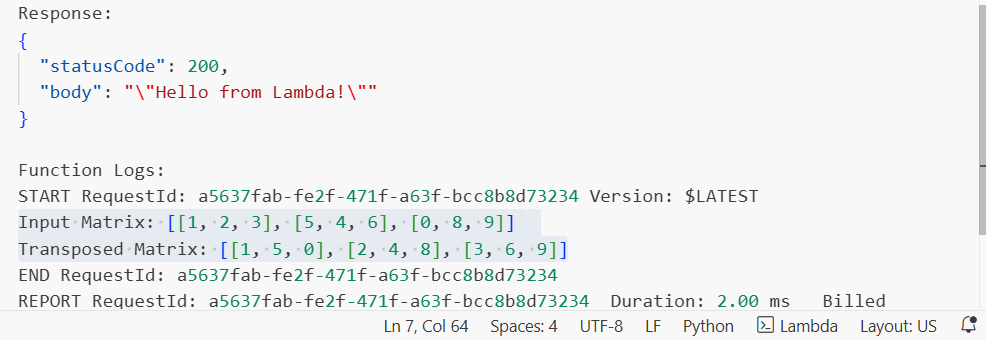 Response:
{
"statusCode": 200,
"body": "\"Hello from Lambda!\""
}
Function Logs:
START RequestId: a5637fab-fe2f-471f-a63f-bcc8b8d73234 Version: $LATEST
Input Matrix: [[1, 2, 3], [5, 4, 6], [0, 8, 9]]
Transposed Matrix: [[1, 5, 0], [2, 4, 8], [3, 6, 9]]
END RequestId: a5637fab-fe2f-471f-a63f-bcc8b8d73234
REPORT RequestId: a5637fab-fe2f-471f-a63f-bcc8b8d73234 Duration: 2.00 ms Billed
Ln 7, Col 64 Spaces: 4 UTF-8 LF Python Lambda Layout: US